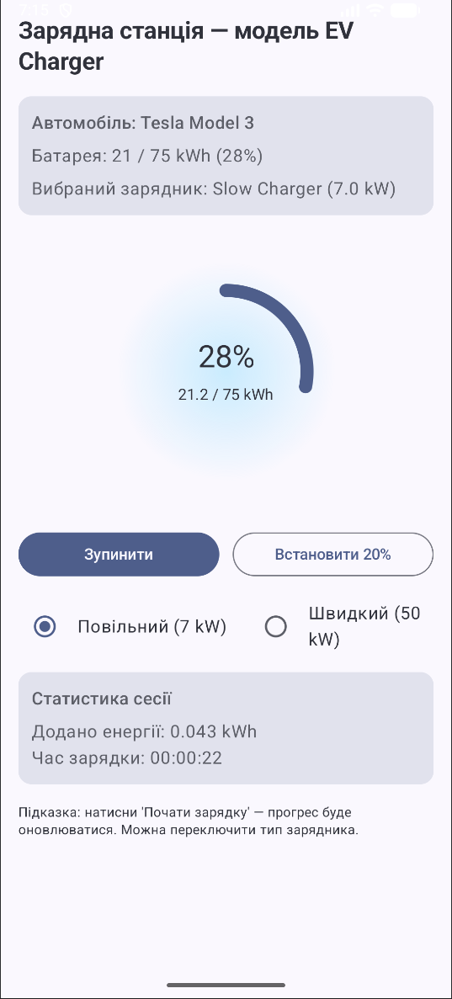 7:15
Зарядна станція — модель EV
Charger
Автомобіль: Tesla Model 3
Батарея: 21 / 75 kWh (28%)
Вибраний зарядник: Slow Charger (7.0 kW)
28%
21.2 / 75 kWh
Зупинити
Встановити 20%
Повільний (7 kW)
Швидкий (50
kW)
Статистика сесії
Додано енергії: 0.043 kWh
Час зарядки: 00:00:22
Підказка: натисни 'Почати зарядку' — прогрес буде
оновлюватися. Можна переключити тип зарядника.